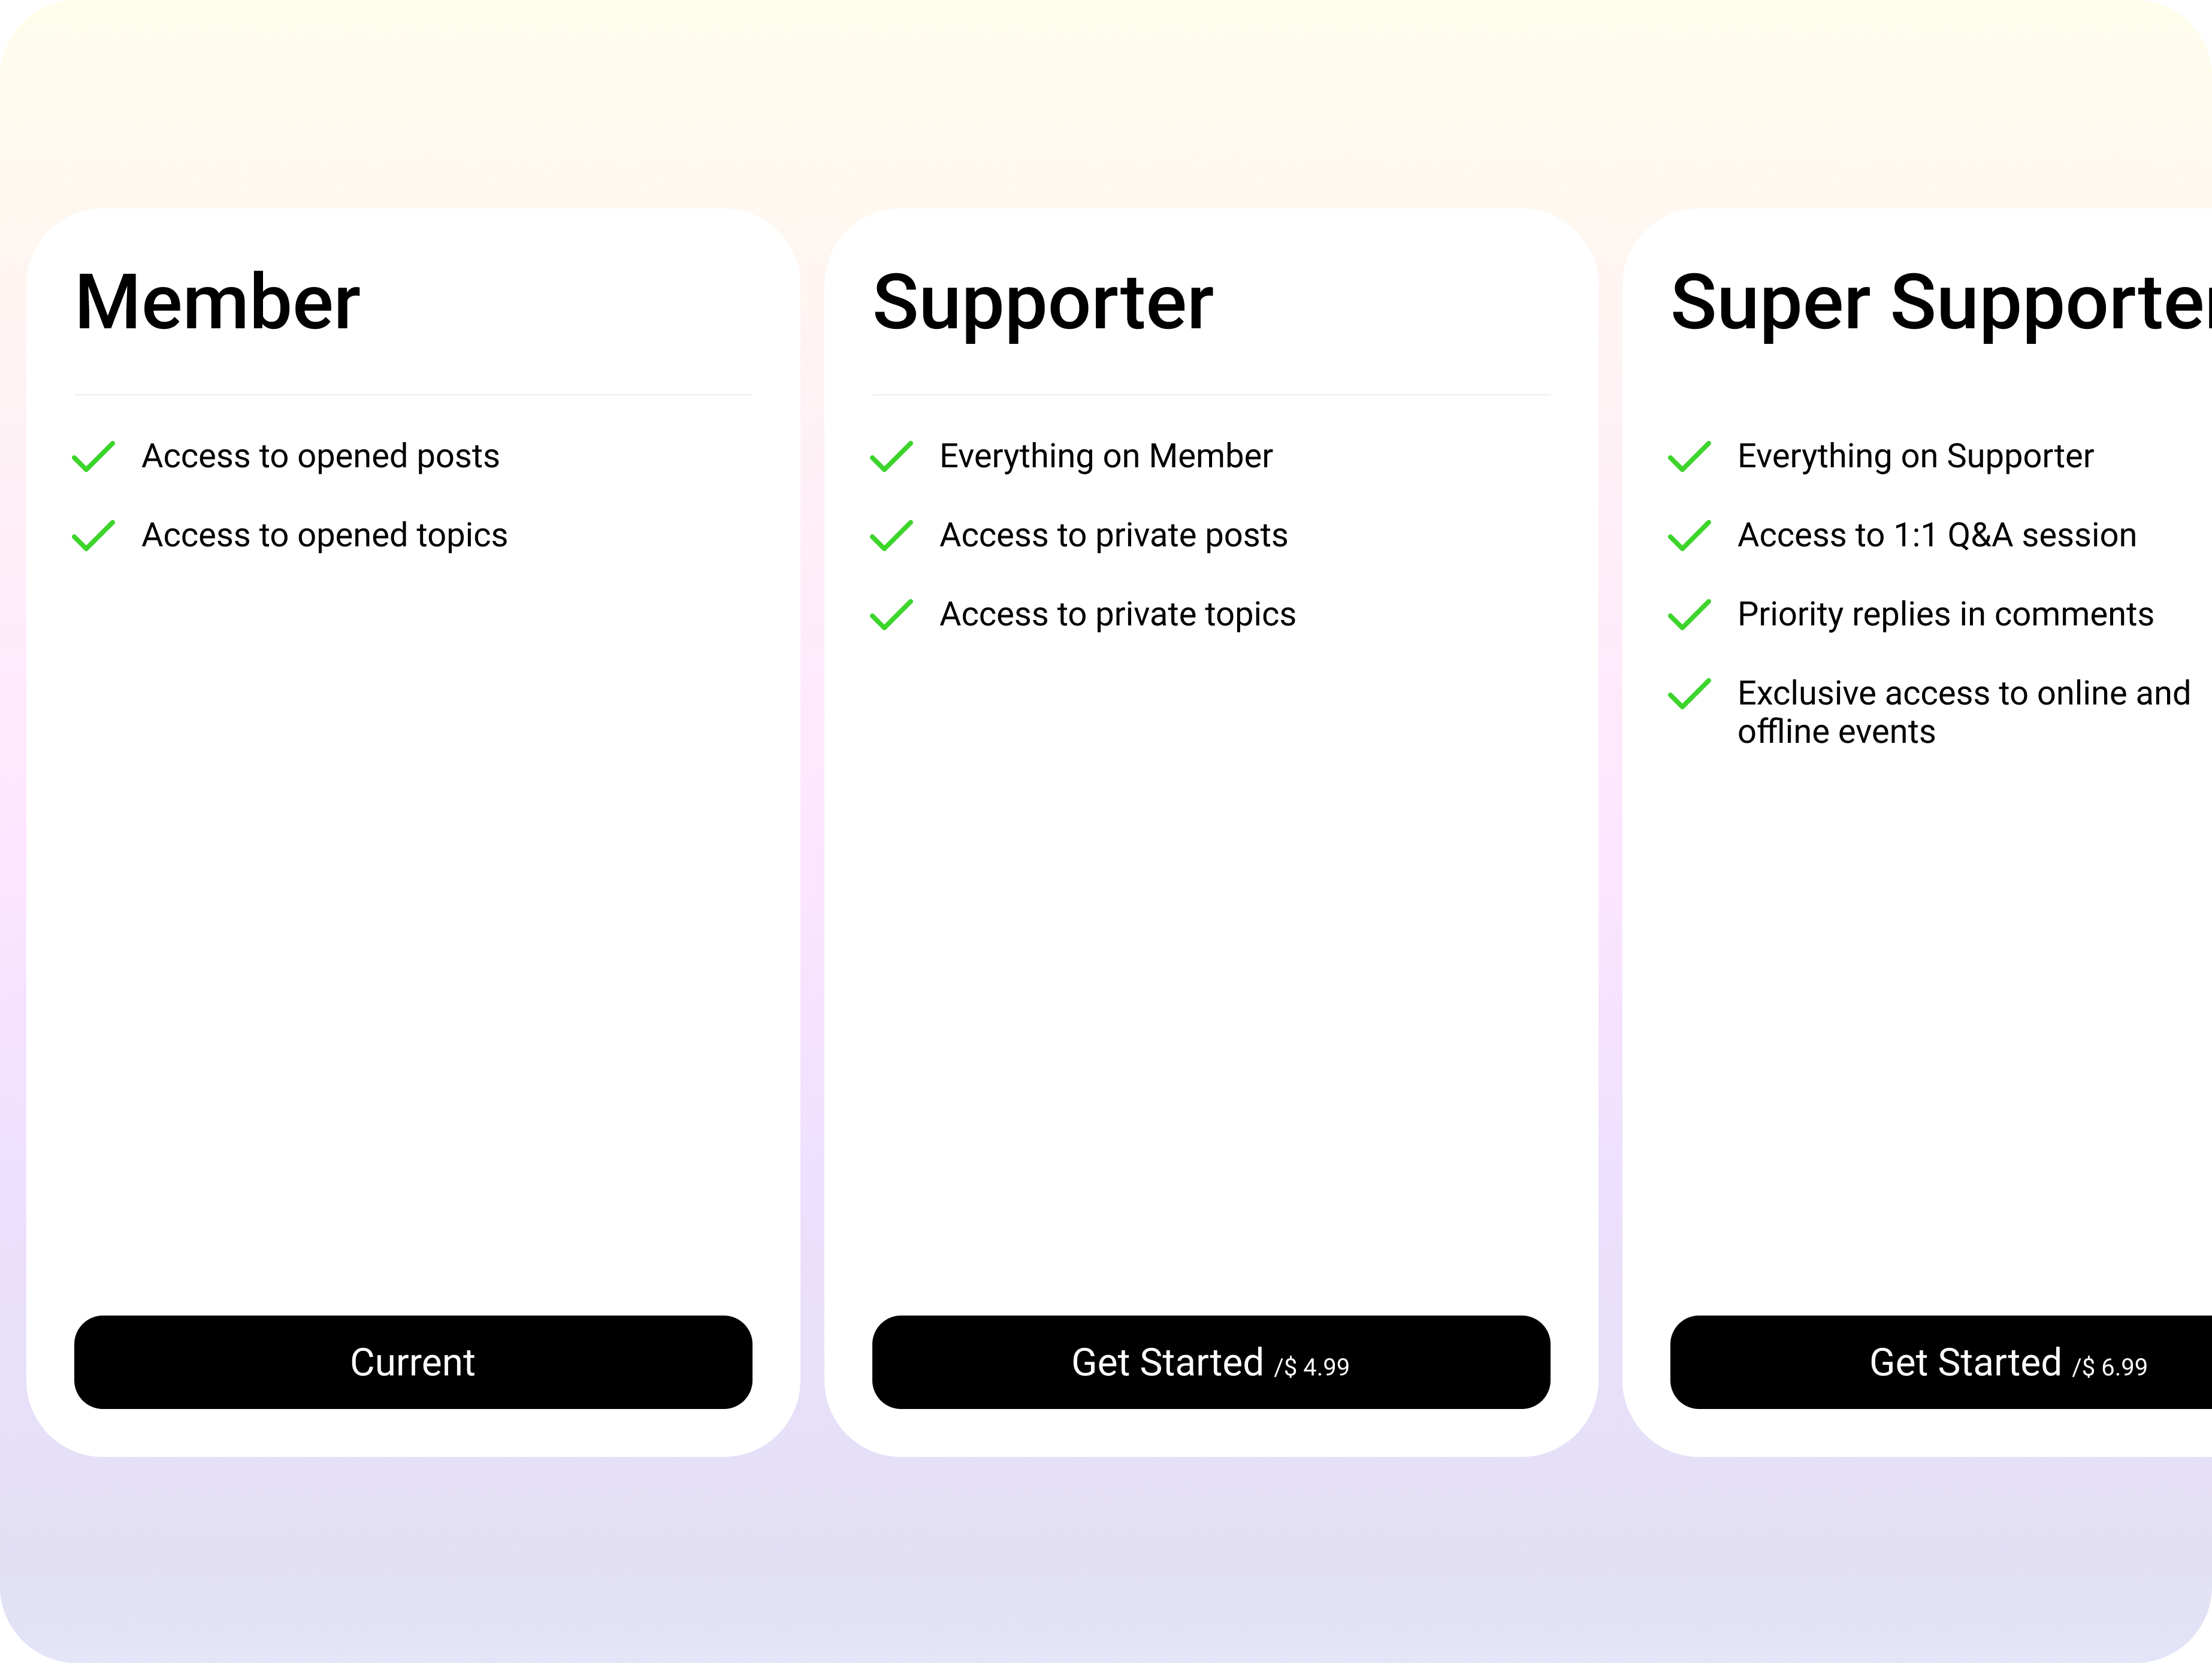 Member
Access to opened posts
Access to opened topics
Current
Supporter
Everything on Member
Access to private posts
Access to private topics
Get Started /$ 4.99
Super Supporter
Everything on Supporter
Access to 1:1 Q&A session
Priority replies in comments
Exclusive access to online and
offline events
Get Started /$ 6.99